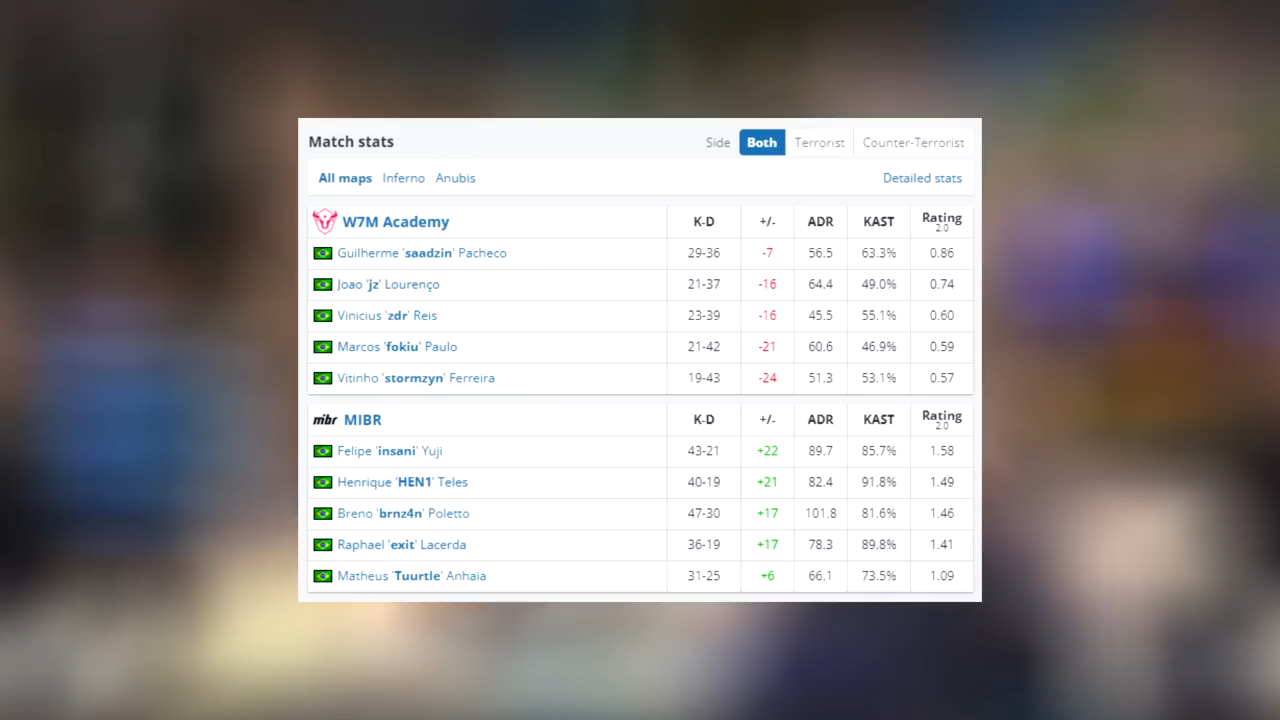 Match stats Side Both Terrorist Counter-Terrorist
All maps Inferno Anubis Detailed stats
W7M Academy K-D +/- ADR KAST Rating 2.0
Guilherme 'saadzin' Pacheco 29-36 -7 56.5 63.3% 0.86
Joao 'jz' Lourenço 21-37 -16 64.4 49.0% 0.74
Vinicius 'zdr' Reis 23-39 -16 45.5 55.1% 0.60
Marcos 'fokiu' Paulo 21-42 -21 60.6 46.9% 0.59
Vitinho 'stormzyn' Ferreira 19-43 -24 51.3 53.1% 0.57
mibr MIBR K-D +/- ADR KAST Rating 2.0
Felipe 'insani' Yuji 43-21 +22 89.7 85.7% 1.58
Henrique 'HEN1' Teles 40-19 +21 82.4 91.8% 1.49
Breno 'brnz4n' Poletto 47-30 +17 101.8 81.6% 1.46
Raphael 'exit' Lacerda 36-19 +17 78.3 89.8% 1.41
Matheus 'Tuurtle' Anhaia 31-25 +6 66.1 73.5% 1.09